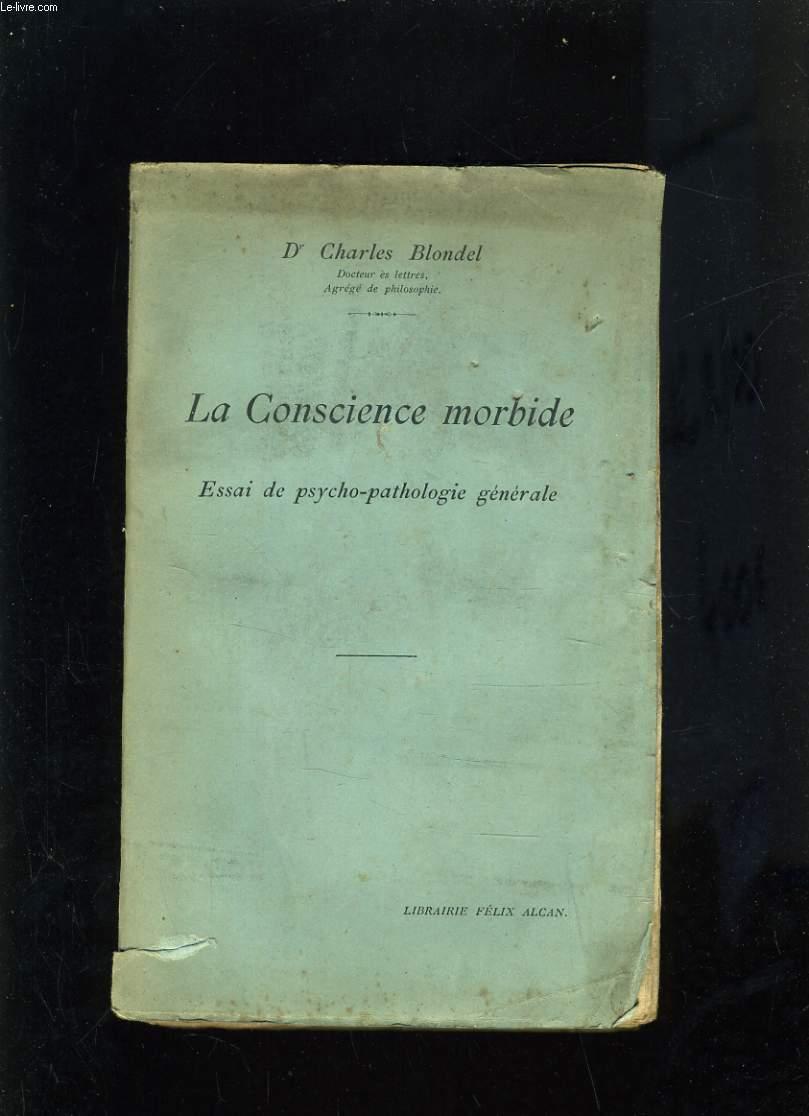 Le-livre.com
Dr Charles Blondel
Docteur ès lettres,
Agrégé de philosophie.
La Conscience morbide
Essai de psycho-pathologie générale
LIBRAIRIE FÉLIX ALCAN.